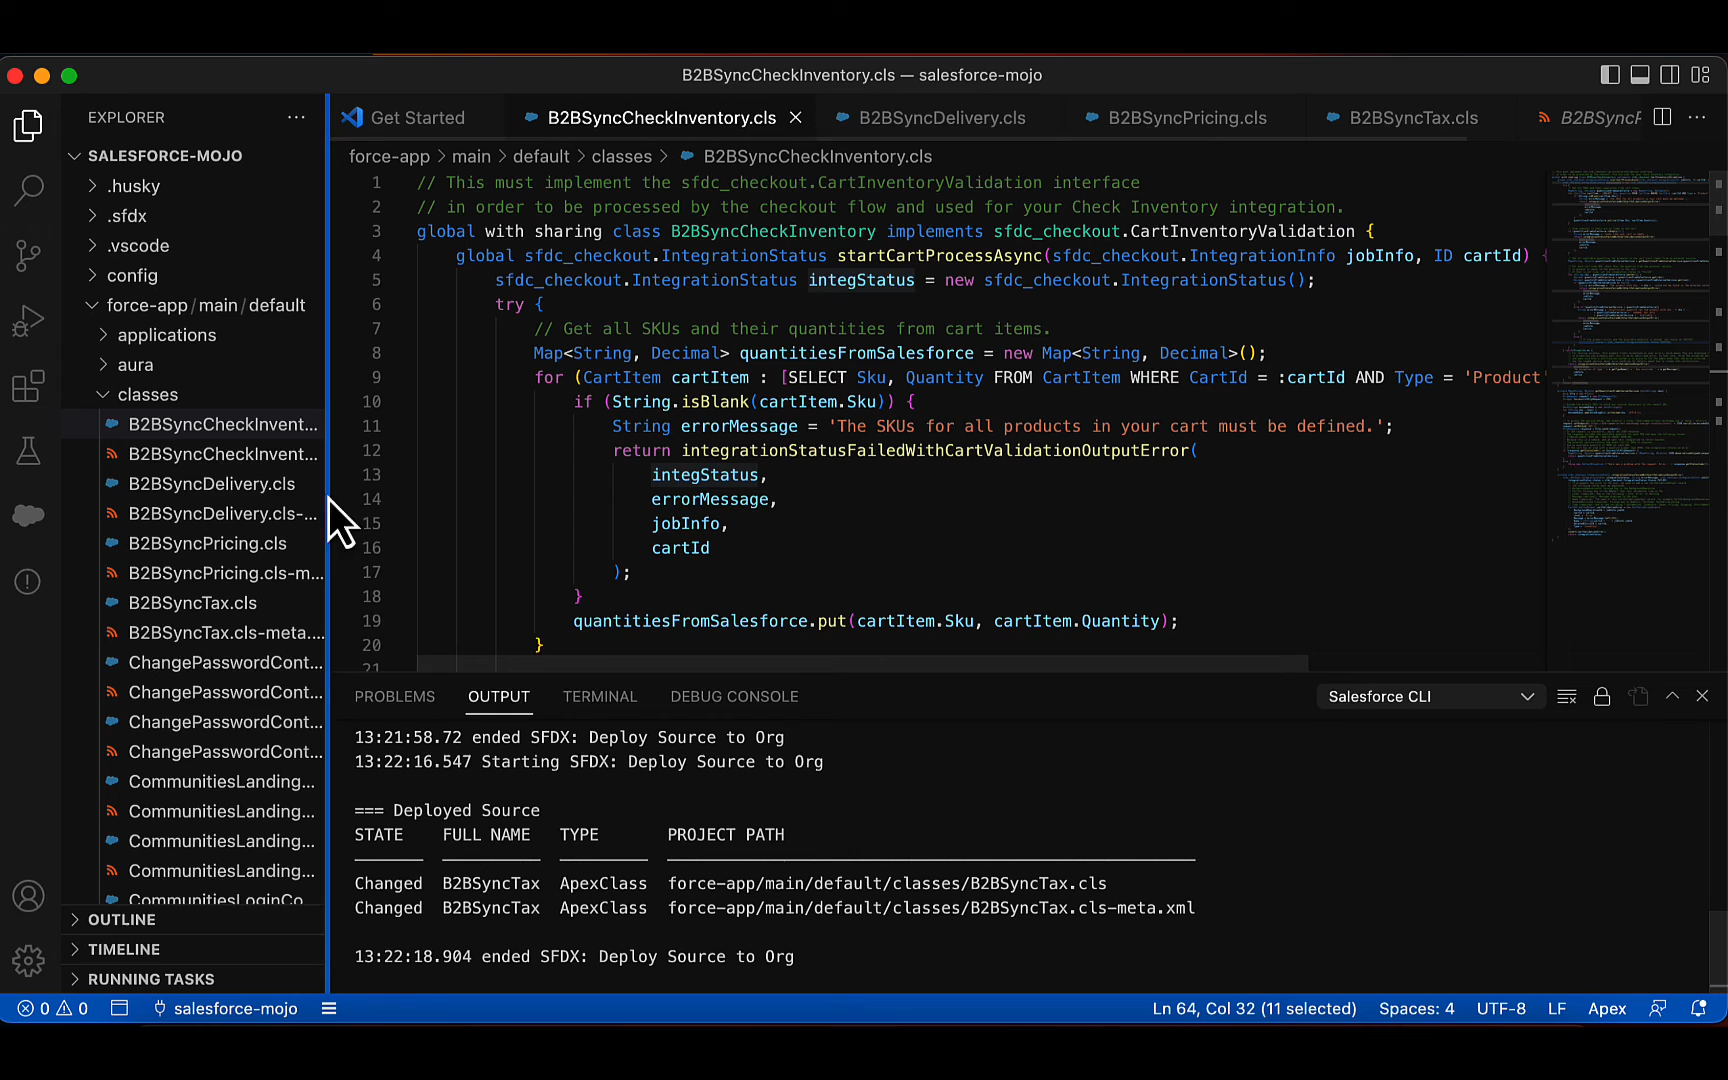 B2BSyncCheckInventory.cls — salesforce-mojo
EXPLORER
SALESFORCE-MOJO
.husky
.sfdx
.vscode
config
force-app/main/default
applications
aura
classes
B2BSyncCheckInvent...
B2BSyncCheckInvent...
B2BSyncDelivery.cls
B2BSyncDelivery.cls-...
B2BSyncPricing.cls
B2BSyncPricing.cls-m...
B2BSyncTax.cls
B2BSyncTax.cls-meta....
ChangePasswordCont...
ChangePasswordCont...
ChangePasswordCont...
ChangePasswordCont...
CommunitiesLanding...
CommunitiesLanding...
CommunitiesLanding...
CommunitiesLanding...
CommunitiesLoginCo
OUTLINE
TIMELINE
RUNNING TASKS
Get Started
B2BSyncCheckInventory.cls
B2BSyncDelivery.cls
B2BSyncPricing.cls
B2BSyncTax.cls
force-app > main > default > classes > B2BSyncCheckInventory.cls
1 // This must implement the sfdc_checkout.CartInventoryValidation interface
2 // in order to be processed by the checkout flow and used for your Check Inventory integration.
3 global with sharing class B2BSyncCheckInventory implements sfdc_checkout.CartInventoryValidation {
4 global sfdc_checkout.IntegrationStatus startCartProcessAsync(sfdc_checkout.IntegrationInfo jobInfo, ID cartId) {
5 sfdc_checkout.IntegrationStatus integStatus = new sfdc_checkout.IntegrationStatus();
6 try {
7 // Get all SKUs and their quantities from cart items.
8 Map<String, Decimal> quantitiesFromSalesforce = new Map<String, Decimal>();
9 for (CartItem cartItem : [SELECT Sku, Quantity FROM CartItem WHERE CartId = :cartId AND Type = 'Product'
10 if (String.isBlank(cartItem.Sku)) {
11 String errorMessage = 'The SKUs for all products in your cart must be defined.';
12 return integrationStatusFailedWithCartValidationOutputError(
13 integStatus,
14 errorMessage,
15 jobInfo,
16 cartId
17 );
18 }
19 quantitiesFromSalesforce.put(cartItem.Sku, cartItem.Quantity);
20 }
21
PROBLEMS OUTPUT TERMINAL DEBUG CONSOLE
Salesforce CLI
13:21:58.72 ended SFDX: Deploy Source to Org
13:22:16.547 Starting SFDX: Deploy Source to Org
=== Deployed Source
STATE FULL NAME TYPE PROJECT PATH
Changed B2BSyncTax ApexClass force-app/main/default/classes/B2BSyncTax.cls
Changed B2BSyncTax ApexClass force-app/main/default/classes/B2BSyncTax.cls-meta.xml
13:22:18.904 ended SFDX: Deploy Source to Org
0 0 salesforce-mojo
Ln 64, Col 32 (11 selected) Spaces: 4 UTF-8 LF Apex